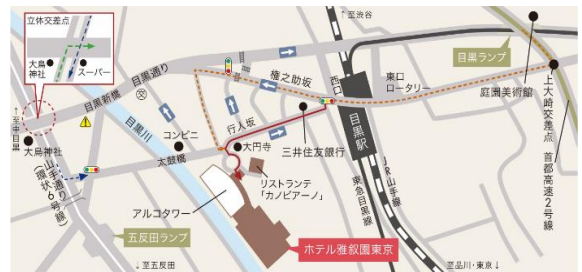 立体交差点
大鳥
神社
スーパー
↑至渋谷
目黒ランプ
目黒通り
目黒新橋
権之助坂
西口
東口
ロータリー
庭園美術館
上大崎交差点
首都高速2号線
↑至中目黒
目黒川
コンビニ
行人坂
目黒駅
大鳥神社
太鼓橋
大円寺
三井住友銀行
山手通り
(環状6号線)
リストランテ
「カノビアーノ」
東急目黒線
JR山手線
アルコタワー
五反田ランプ
ホテル雅叙園東京
↓至五反田
至品川・東京↓